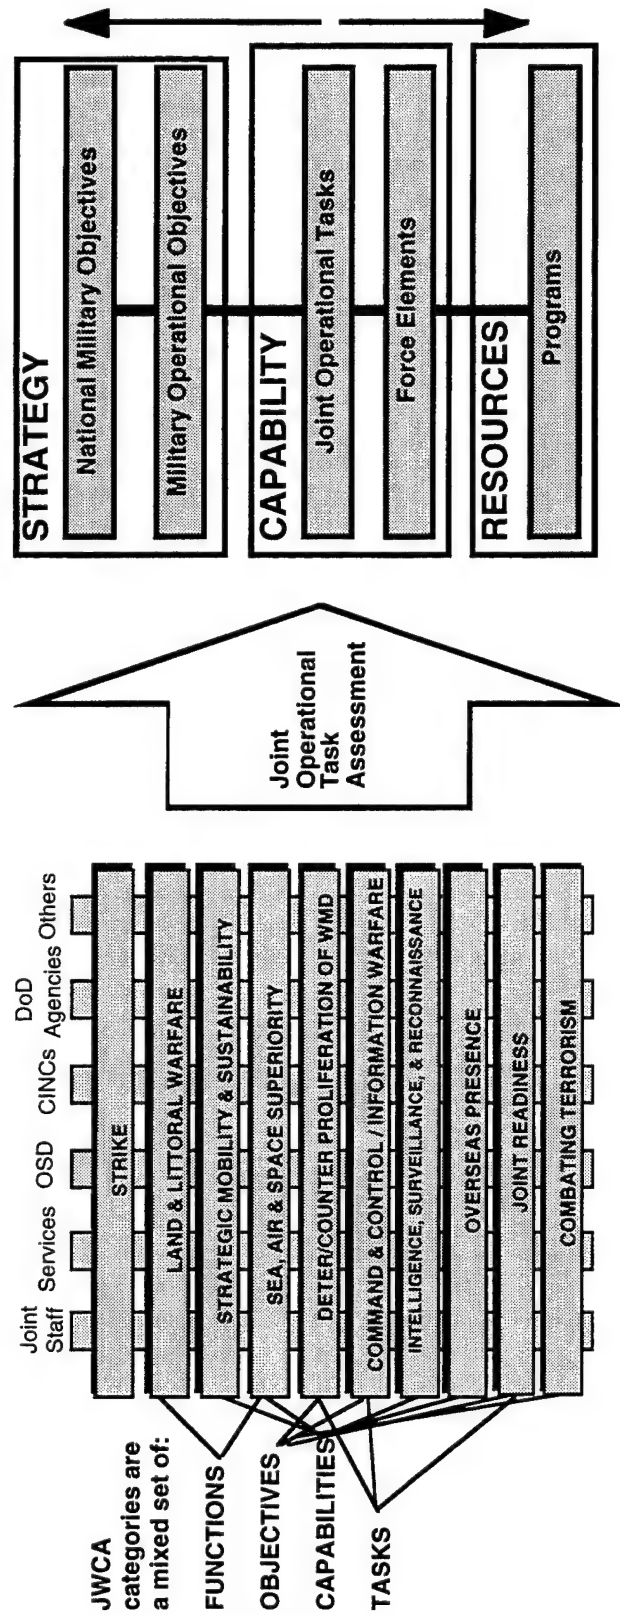 JWCA
categories are
a mixed set of:
FUNCTIONS
OBJECTIVES
CAPABILITIES
TASKS
Joint
Staff
Services
OSD
CINCs
DoD
Agencies
Others
STRIKE
LAND & LITTORAL WARFARE
STRATEGIC MOBILITY & SUSTAINABILITY
SEA, AIR & SPACE SUPERIORITY
DETER/COUNTER PROLIFERATION OF WMD
COMMAND & CONTROL / INFORMATION WARFARE
INTELLIGENCE, SURVEILLANCE, & RECONNAISSANCE
OVERSEAS PRESENCE
JOINT READINESS
COMBATING TERRORISM
Joint
Operational
Task
Assessment
STRATEGY
National Military Objectives
Military Operational Objectives
CAPABILITY
Joint Operational Tasks
Force Elements
RESOURCES
Programs